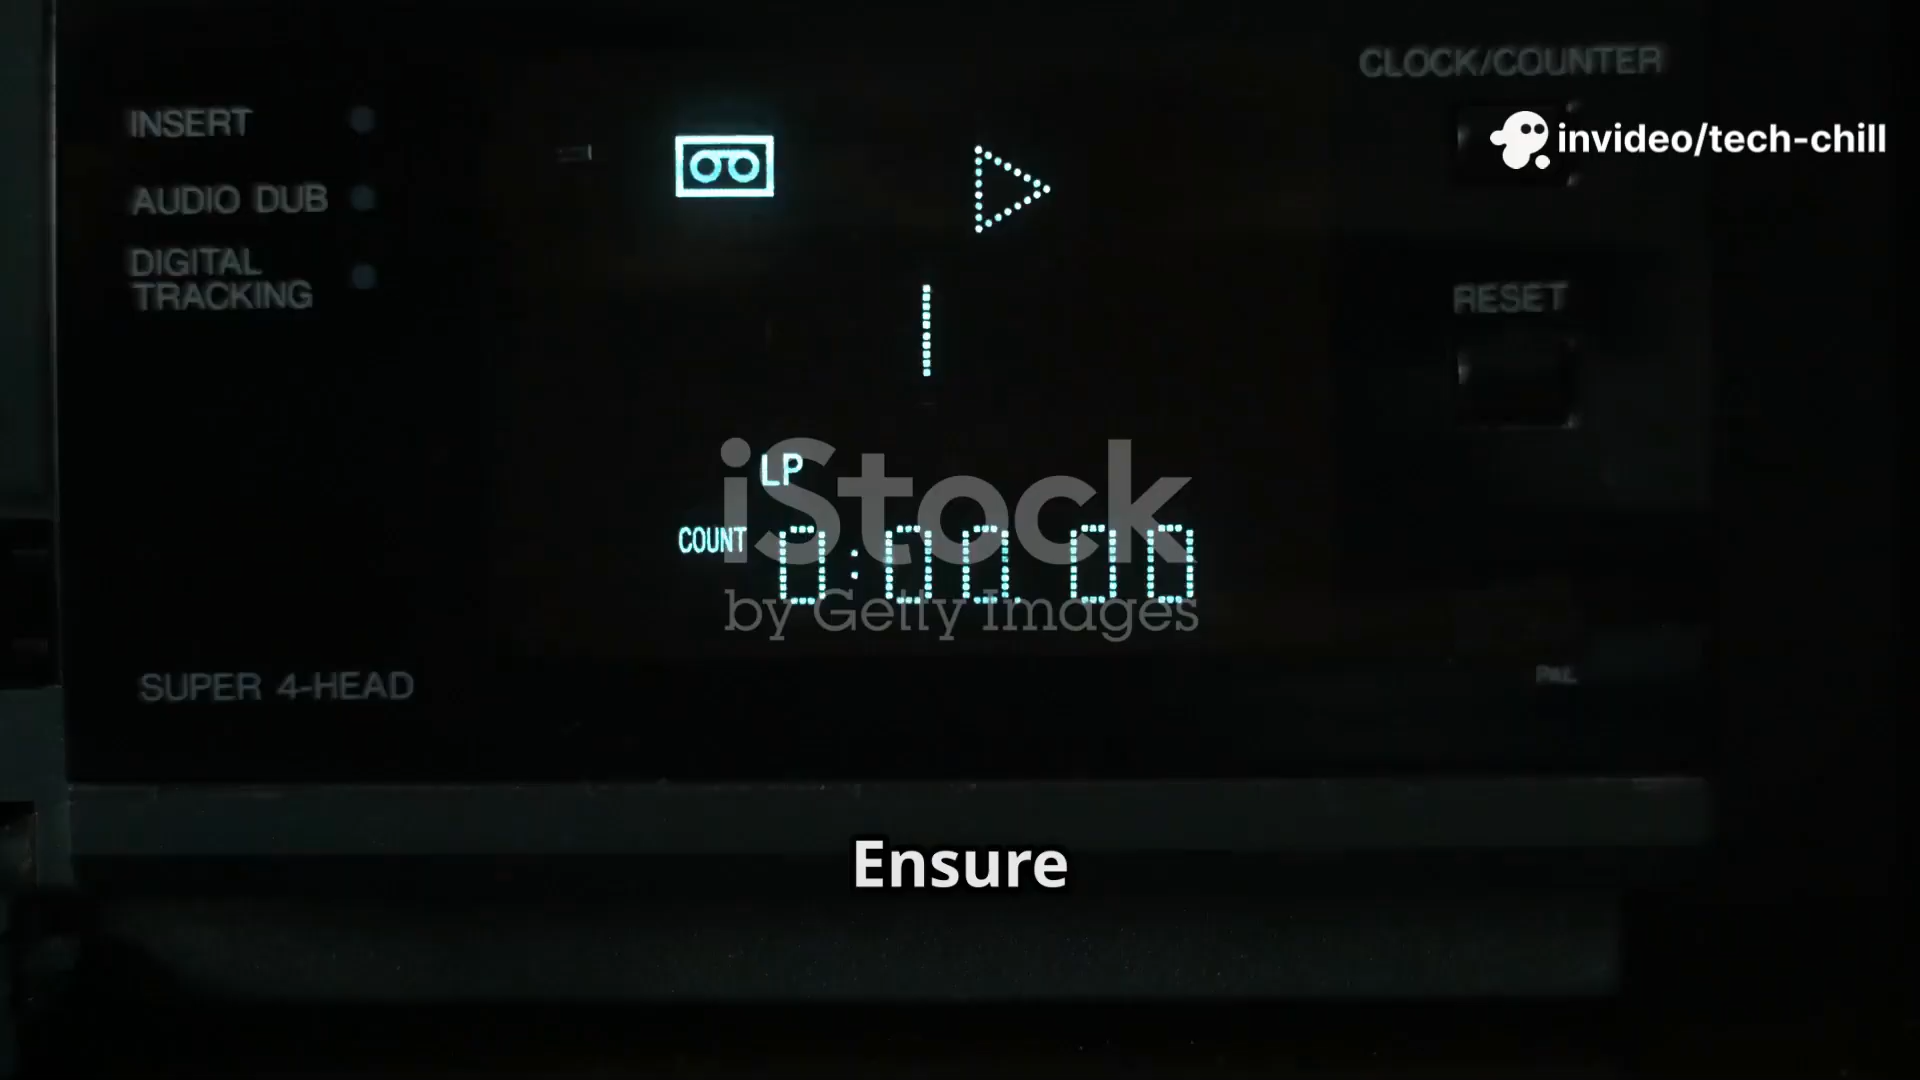 CLOCK/COUNTER
INSERT
invideo/tech-chill
AUDIO DUB
DIGITAL
TRACKING
RESET
LP
iStock
COUNT 0:00.00
by Getty Images
SUPER 4-HEAD
PAL
Ensure